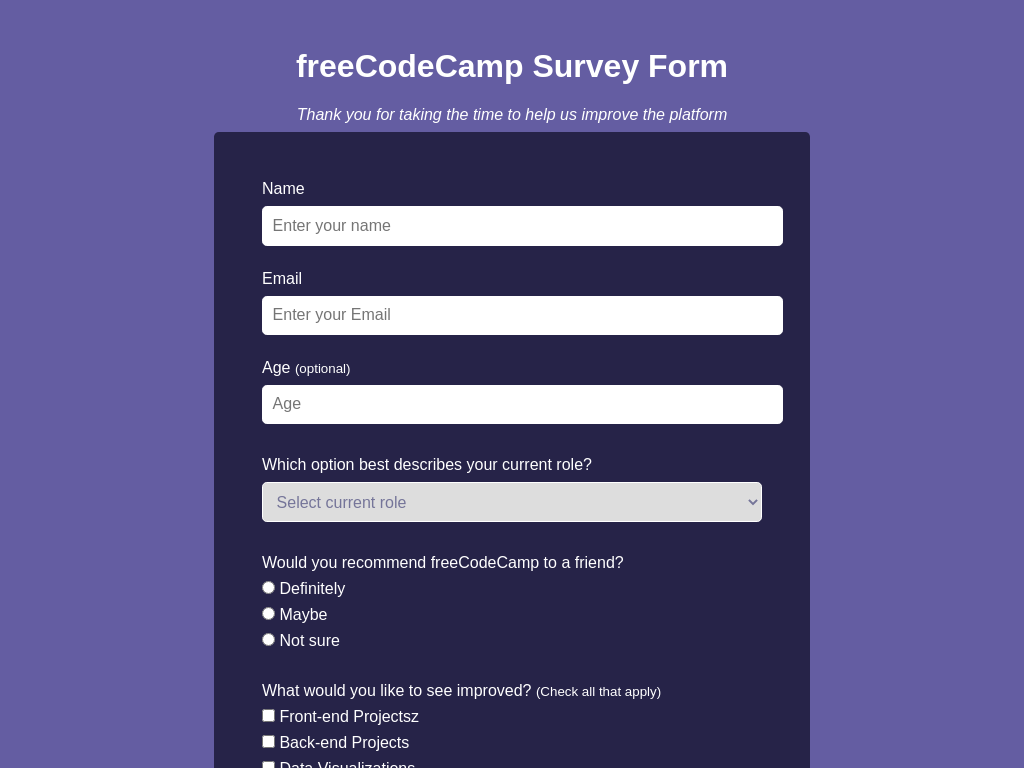 freeCodeCamp Survey Form
Thank you for taking the time to help us improve the platform
Name
Enter your name
Email
Enter your Email
Age (optional)
Age
Which option best describes your current role?
Select current role
Would you recommend freeCodeCamp to a friend?
Definitely
Maybe
Not sure
What would you like to see improved? (Check all that apply)
Front-end Projectsz
Back-end Projects
Data Visualizations